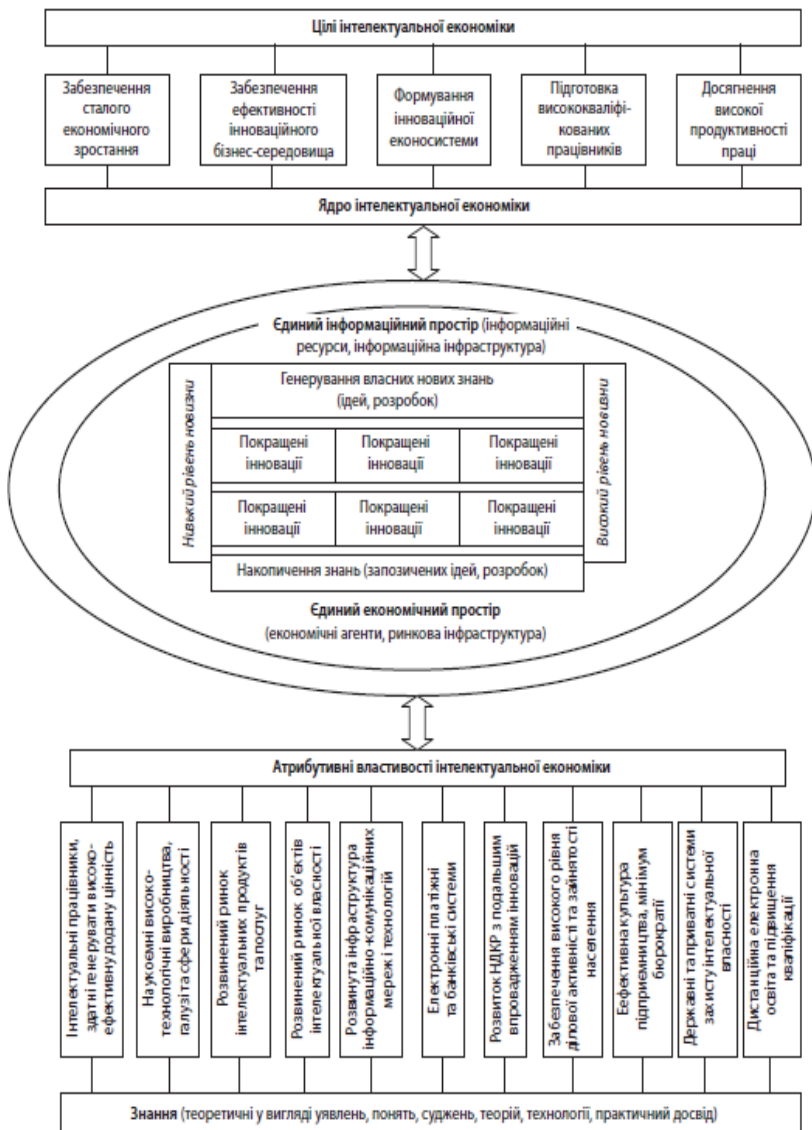 Цілі інтелектуальної економіки
Забезпечення
сталого
економічного
зростання
Забезпечення
ефективності
інноваційного
бізнес-середовища
Формування
інноваційної
еконосистеми
Підготовка
висококваліфі-
кованих
працівників
Досягнення
високої
продуктивності
праці
Ядро інтелектуальної економіки
Єдиний інформаційний простір (інформаційні
ресурси, інформаційна інфраструктура)
Низький рівень новизни
Генерування власних нових знань
(ідей, розробок)
Покращені
інновації
Покращені
інновації
Покращені
інновації
Покращені
інновації
Покращені
інновації
Покращені
інновації
Накопичення знань (запозичених ідей, розробок)
Високий рівень новизни
Єдиний економічний простір
(економічні агенти, ринкова інфраструктура)
Атрибутивні властивості інтелектуальної економіки
Інтелектуальні працівники,
здатні генерувати високо-
ефективну додану цінність
Наукоємні високо-
технологічні виробництва,
галузі та сфери діяльності
Розвинений ринок
інтелектуальних продуктів
та послуг
Розвинений ринок об'єктів
інтелектуальної власності
Розвинута інфраструктура
інформаційно-комунікаційних
мереж і технологій
Електронні платіжні
та банківські системи
Розвиток НДКР з подальшим
впровадженням інновацій
Забезпечення високого рівня
ділової активності та зайнятості
населення
Еефективна культура
підприємництва, мінімум
бюрократії
Державні та приватні системи
захисту інтелектуальної
власності
Дистанційна електронна
освіта та підвищення
кваліфікації
Знання (теоретичні у вигляді уявлень, понять, суджень, теорій, технології, практичний досвід)